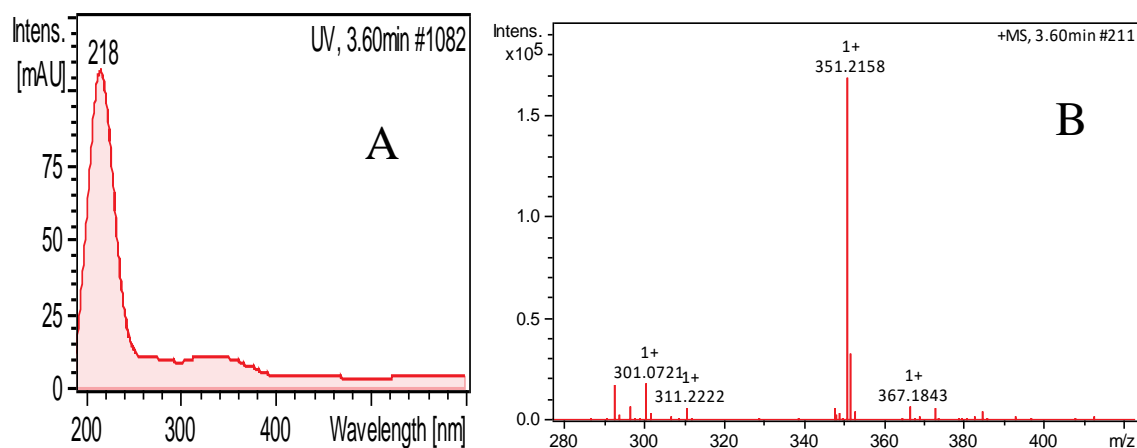 Intens.
[mAU]
UV, 3.60min #1082
218
A
75
50
25
0
200
300
400
Wavelength [nm]
Intens.
x10⁵
+MS, 3.60min #211
1+
351.2158
B
1.5
1.0
0.5
0.0
1+
301.0721
1+
311.2222
1+
367.1843
280
300
320
340
360
380
400
m/z